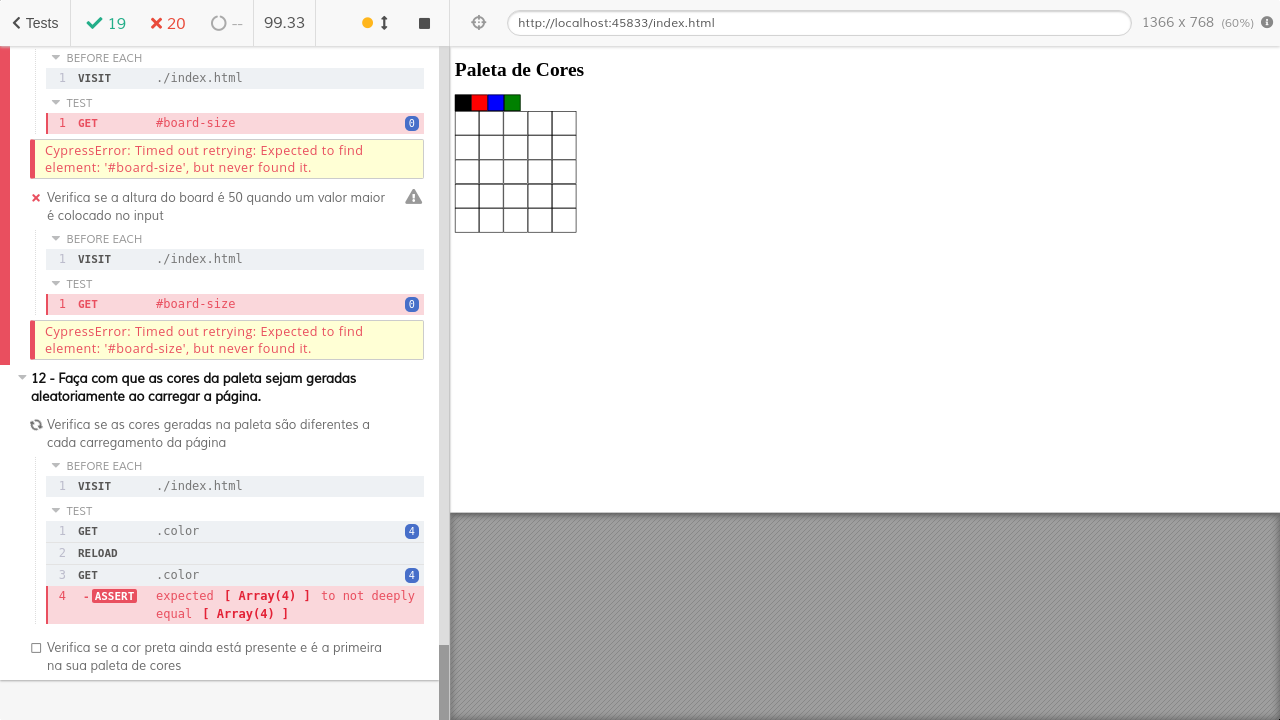 Tests 19 20 -- 99.33
http://localhost:45833/index.html 1366 x 768 (60%)
BEFORE EACH
1 VISIT ./index.html
TEST
1 GET #board-size 0
CypressError: Timed out retrying: Expected to find
element: '#board-size', but never found it.
Verifica se a altura do board é 50 quando um valor maior
é colocado no input
BEFORE EACH
1 VISIT ./index.html
TEST
1 GET #board-size 0
CypressError: Timed out retrying: Expected to find
element: '#board-size', but never found it.
12 - Faça com que as cores da paleta sejam geradas
aleatoriamente ao carregar a página.
Verifica se as cores geradas na paleta são diferentes a
cada carregamento da página
BEFORE EACH
1 VISIT ./index.html
TEST
1 GET .color 4
2 RELOAD
3 GET .color 4
4 -ASSERT expected [ Array(4) ] to not deeply
equal [ Array(4) ]
Verifica se a cor preta ainda está presente e é a primeira
na sua paleta de cores
Paleta de Cores